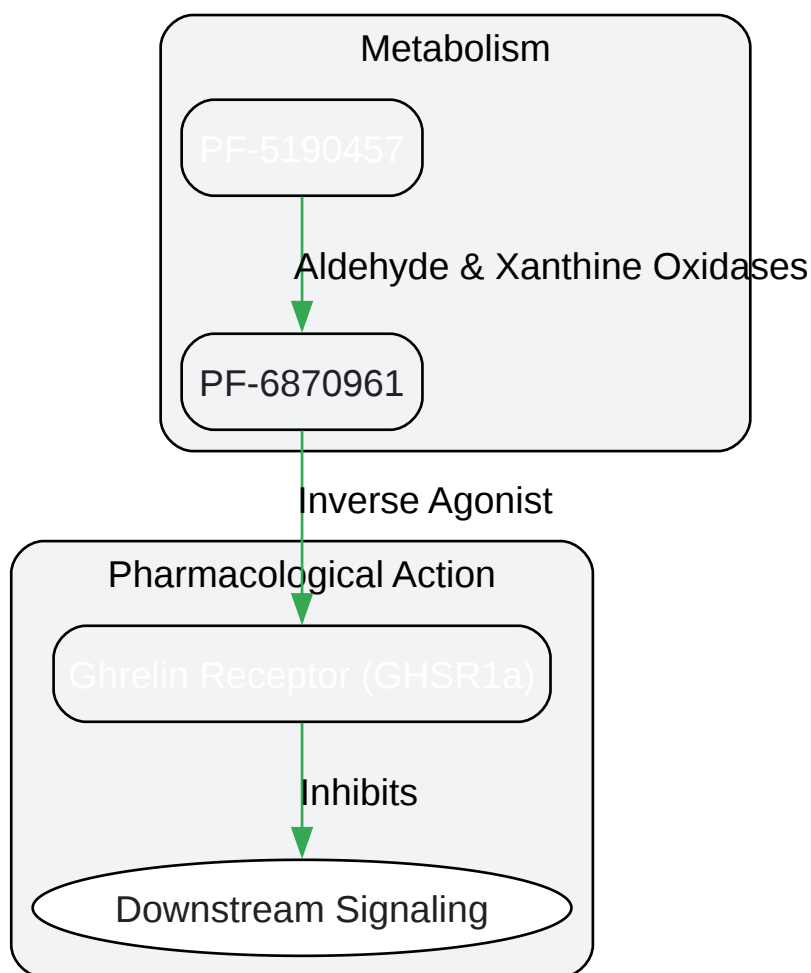 Metabolism
PF-5190457
Aldehyde & Xanthine Oxidases
PF-6870961
Inverse Agonist
Pharmacological Action
Ghrelin Receptor (GHSR1a)
Inhibits
Downstream Signaling